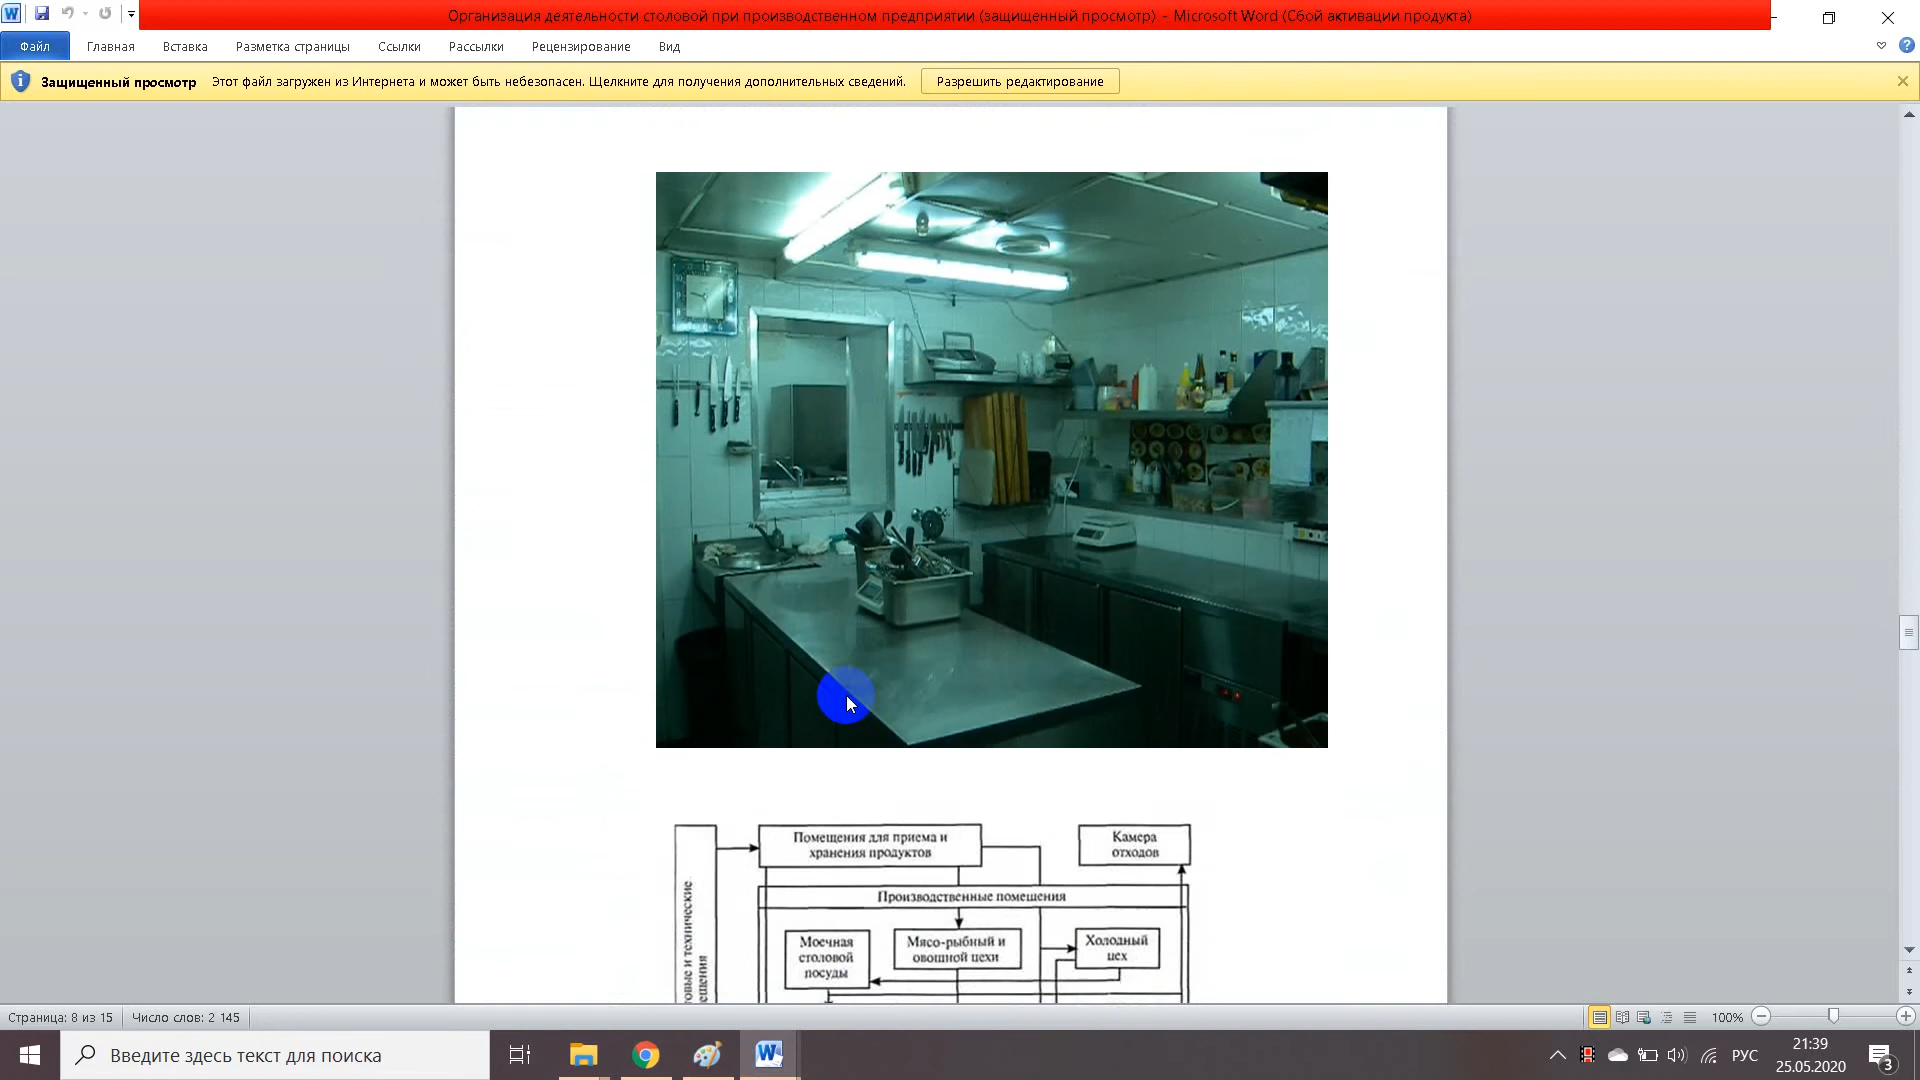 Организация деятельности столовой при производственном предприятии (защищенный просмотр) - Microsoft Word (Сбой активации продукта)
Файл Главная Вставка Разметка страницы Ссылки Рассылки Рецензирование Вид
Защищенный просмотр Этот файл загружен из Интернета и может быть небезопасен. Щелкните для получения дополнительных сведений. Разрешить редактирование
Помещения для приема и
хранения продуктов
Камера
отходов
Производственные помещения
Моечная
столовой
посуды
Мясо-рыбный и
овощной цехи
Холодный
цех
и технические
Страница: 8 из 15 Число слов: 2 145 100%
Введите здесь текст для поиска
РУС
21:39
25.05.2020
3